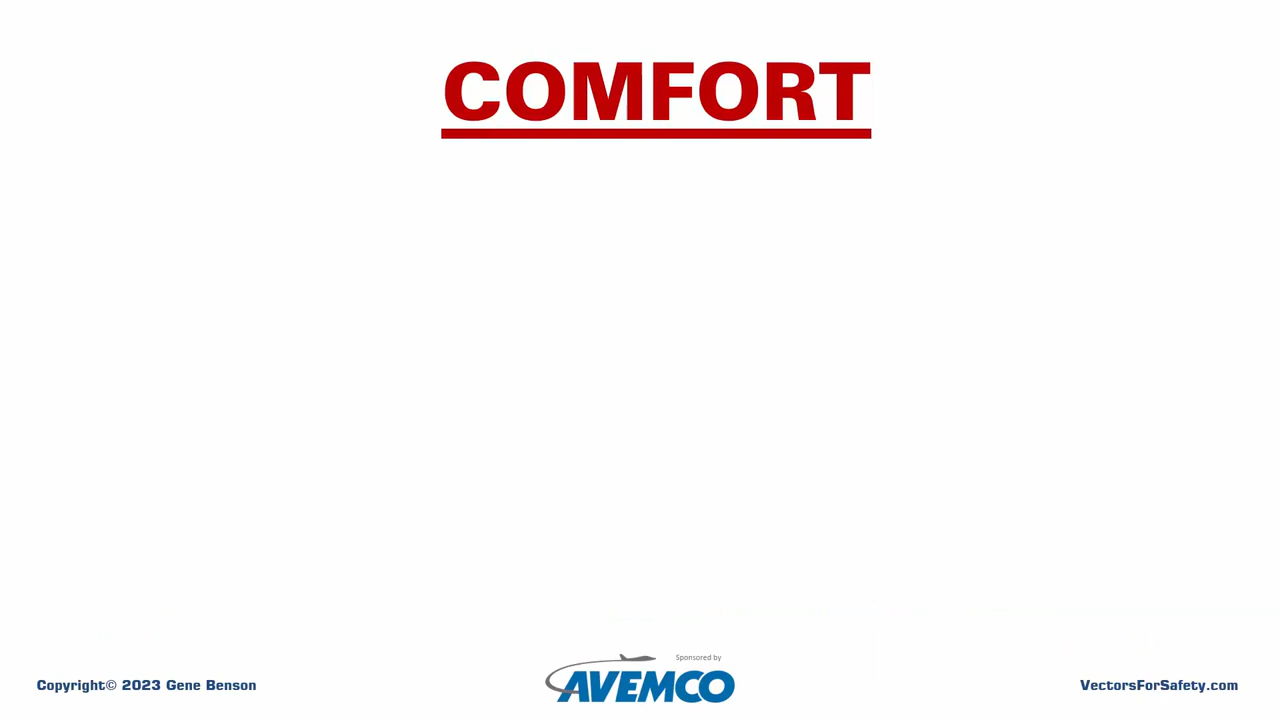 COMFORT
Sponsored by
AVEMCO
Copyright© 2023 Gene Benson
VectorsForSafety.com